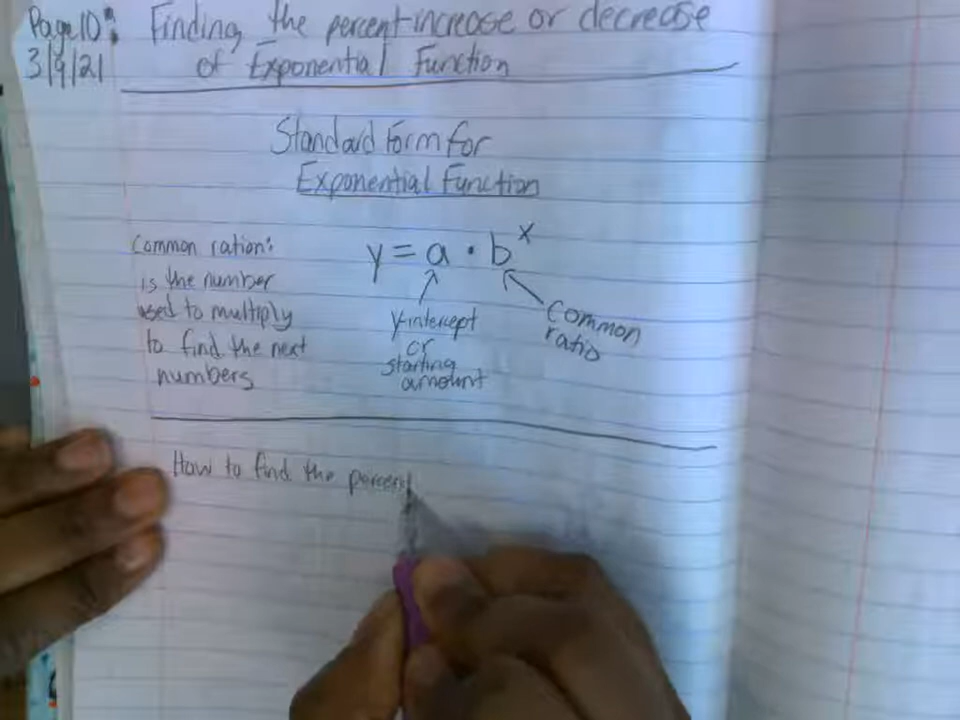 Page 10: Finding the percent increase or decrease
3/9/21 of Exponential Function
Standard Form for
Exponential Function
Common ration:
is the number
used to multiply
to find the next
numbers
y = a · b^x
y-intercept
or
starting
amount
Common
ratio
How to find the percent